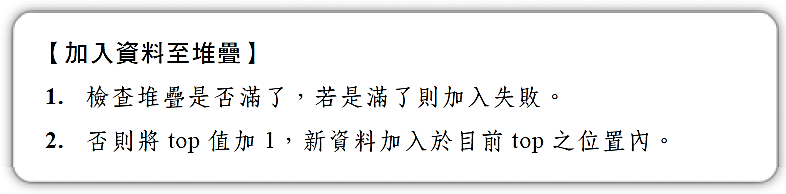 【加入資料至堆疊】
1. 檢查堆疊是否滿了，若是滿了則加入失敗。
2. 否則將 top 值加 1，新資料加入於目前 top 之位置內。